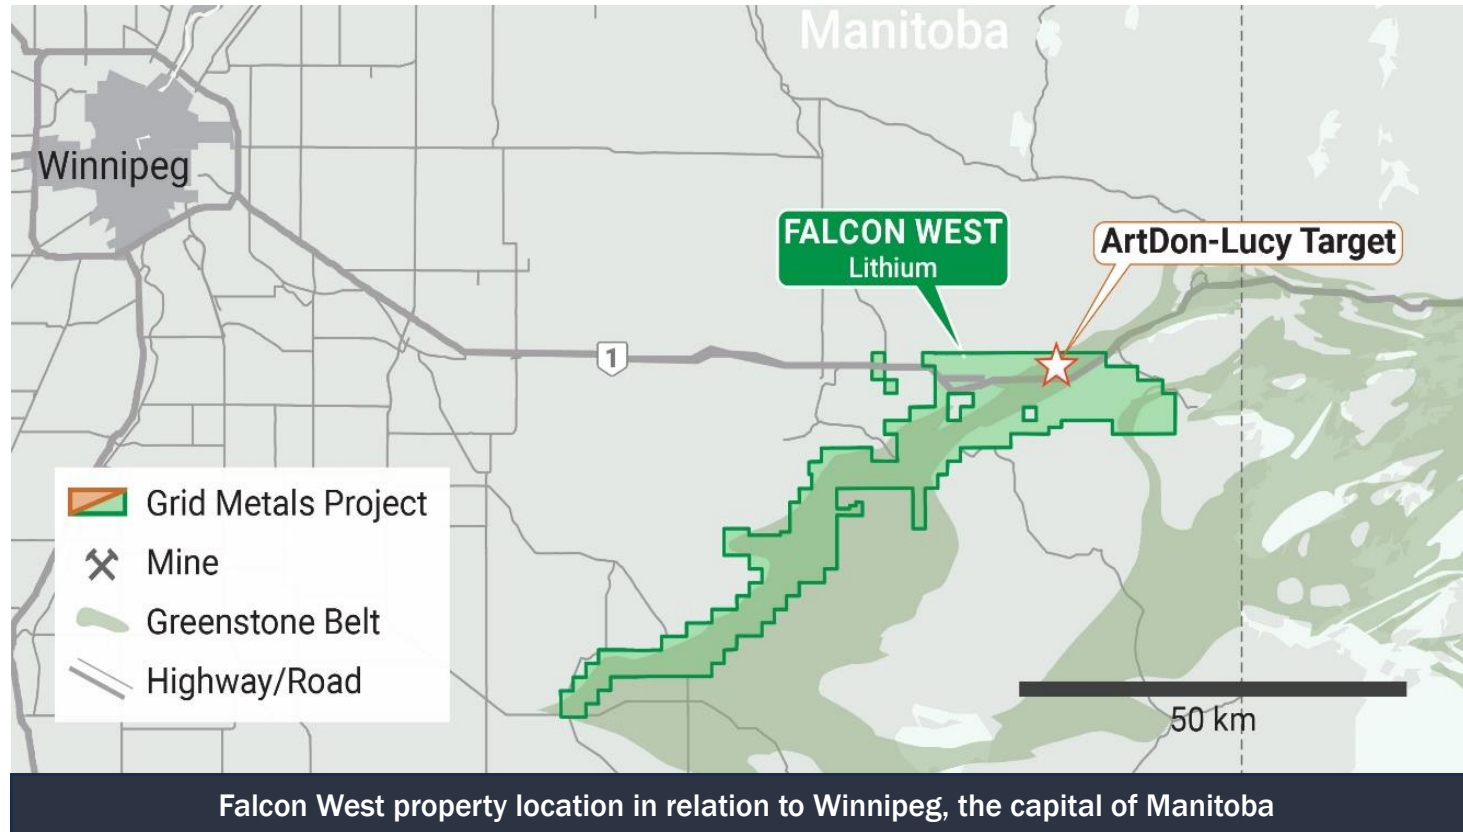 Manitoba
Winnipeg
FALCON WEST
Lithium
ArtDon-Lucy Target
1
Grid Metals Project
Mine
Greenstone Belt
Highway/Road
50 km
Falcon West property location in relation to Winnipeg, the capital of Manitoba